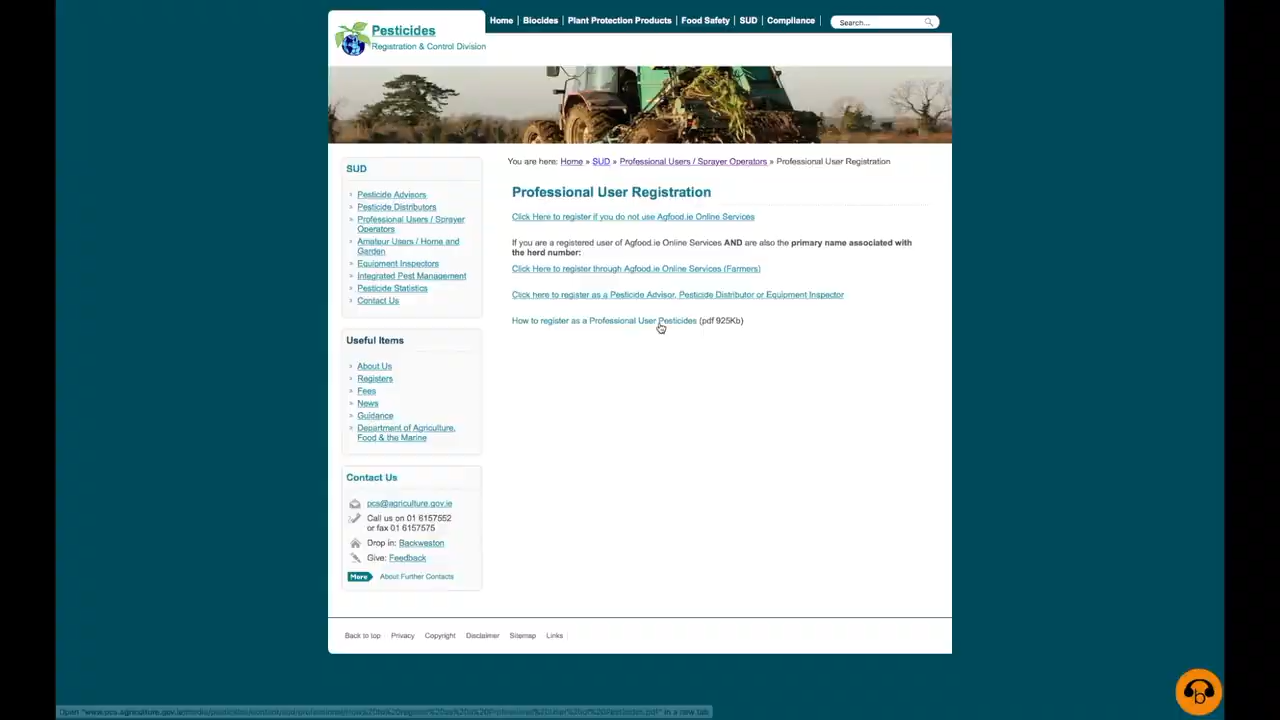 Home | Biocides | Plant Protection Products | Food Safety | SUD | Compliance |
Search...
Pesticides
Registration & Control Division
You are here: Home » SUD » Professional Users / Sprayer Operators » Professional User Registration
SUD
Pesticide Advisors
Pesticide Distributors
Professional Users / Sprayer
Operators
Amateur Users / Home and
Garden
Equipment Inspectors
Integrated Pest Management
Pesticide Statistics
Contact Us
Useful Items
About Us
Registers
Fees
News
Guidance
Department of Agriculture,
Food & the Marine
Contact Us
pcs@agriculture.gov.ie
Call us on 01 6157552
or fax 01 6157575
Drop in: Backweston
Give: Feedback
More About Further Contacts
Professional User Registration
Click Here to register if you do not use Agfood.ie Online Services
If you are a registered user of Agfood.ie Online Services AND are also the primary name associated with
the herd number:
Click Here to register through Agfood.ie Online Services (Farmers)
Click here to register as a Pesticide Advisor, Pesticide Distributor or Equipment Inspector
How to register as a Professional User Pesticides (pdf 925Kb)
Back to top Privacy Copyright Disclaimer Sitemap Links